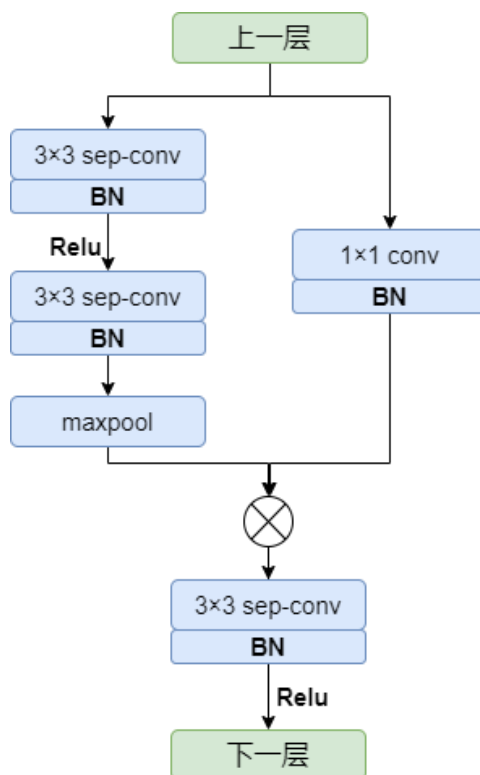 上一层
3×3 sep-conv
BN
Relu
3×3 sep-conv
BN
maxpool
1×1 conv
BN
3×3 sep-conv
BN
Relu
下一层